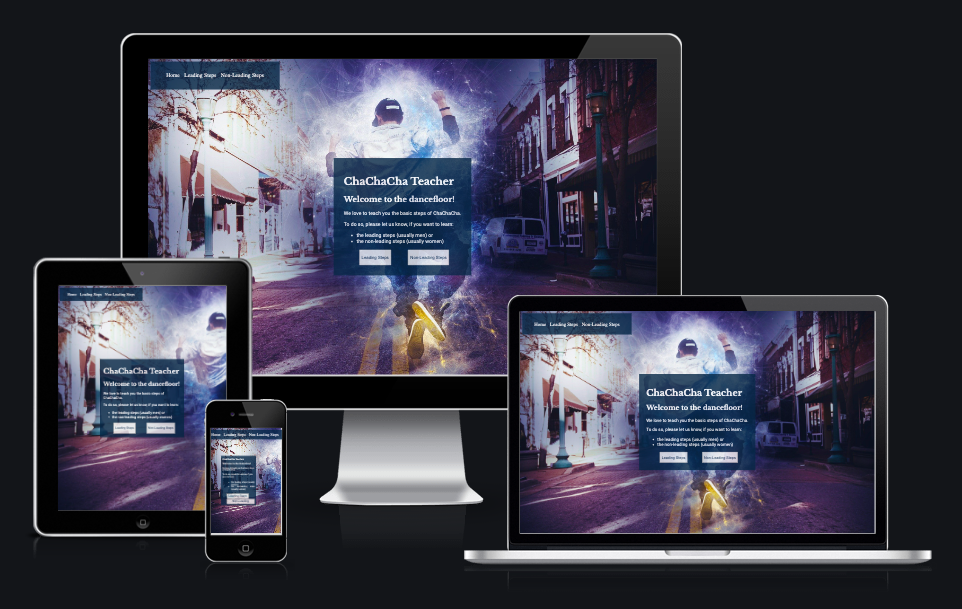 Home Leading Steps Non-Leading Steps
ChaChaCha Teacher
Welcome to the dancefloor!
We love to teach you the basic steps of ChaChaCha.
To do so, please let us know, if you want to learn:
the leading steps (usually men) or
the non-leading steps (usually women)
Leading Steps Non-Leading Steps
Home Leading Steps Non-Leading Steps
ChaChaCha Teacher
Welcome to the dancefloor!
We love to teach you the basic steps of
ChaChaCha.
To do so, please let us know, if you want to learn:
the leading steps (usually men) or
the non-leading steps (usually women)
Leading Steps Non-Leading Steps
Home Leading Steps Non-Leading Steps
Home Leading Steps Non-Leading Steps
ChaChaCha Teacher
Welcome to the dancefloor!
We love to teach you the basic steps of ChaChaCha.
To do so, please let us know, if you want to learn:
the leading steps (usually men) or
the non-leading steps (usually women)
Leading Steps Non-Leading Steps